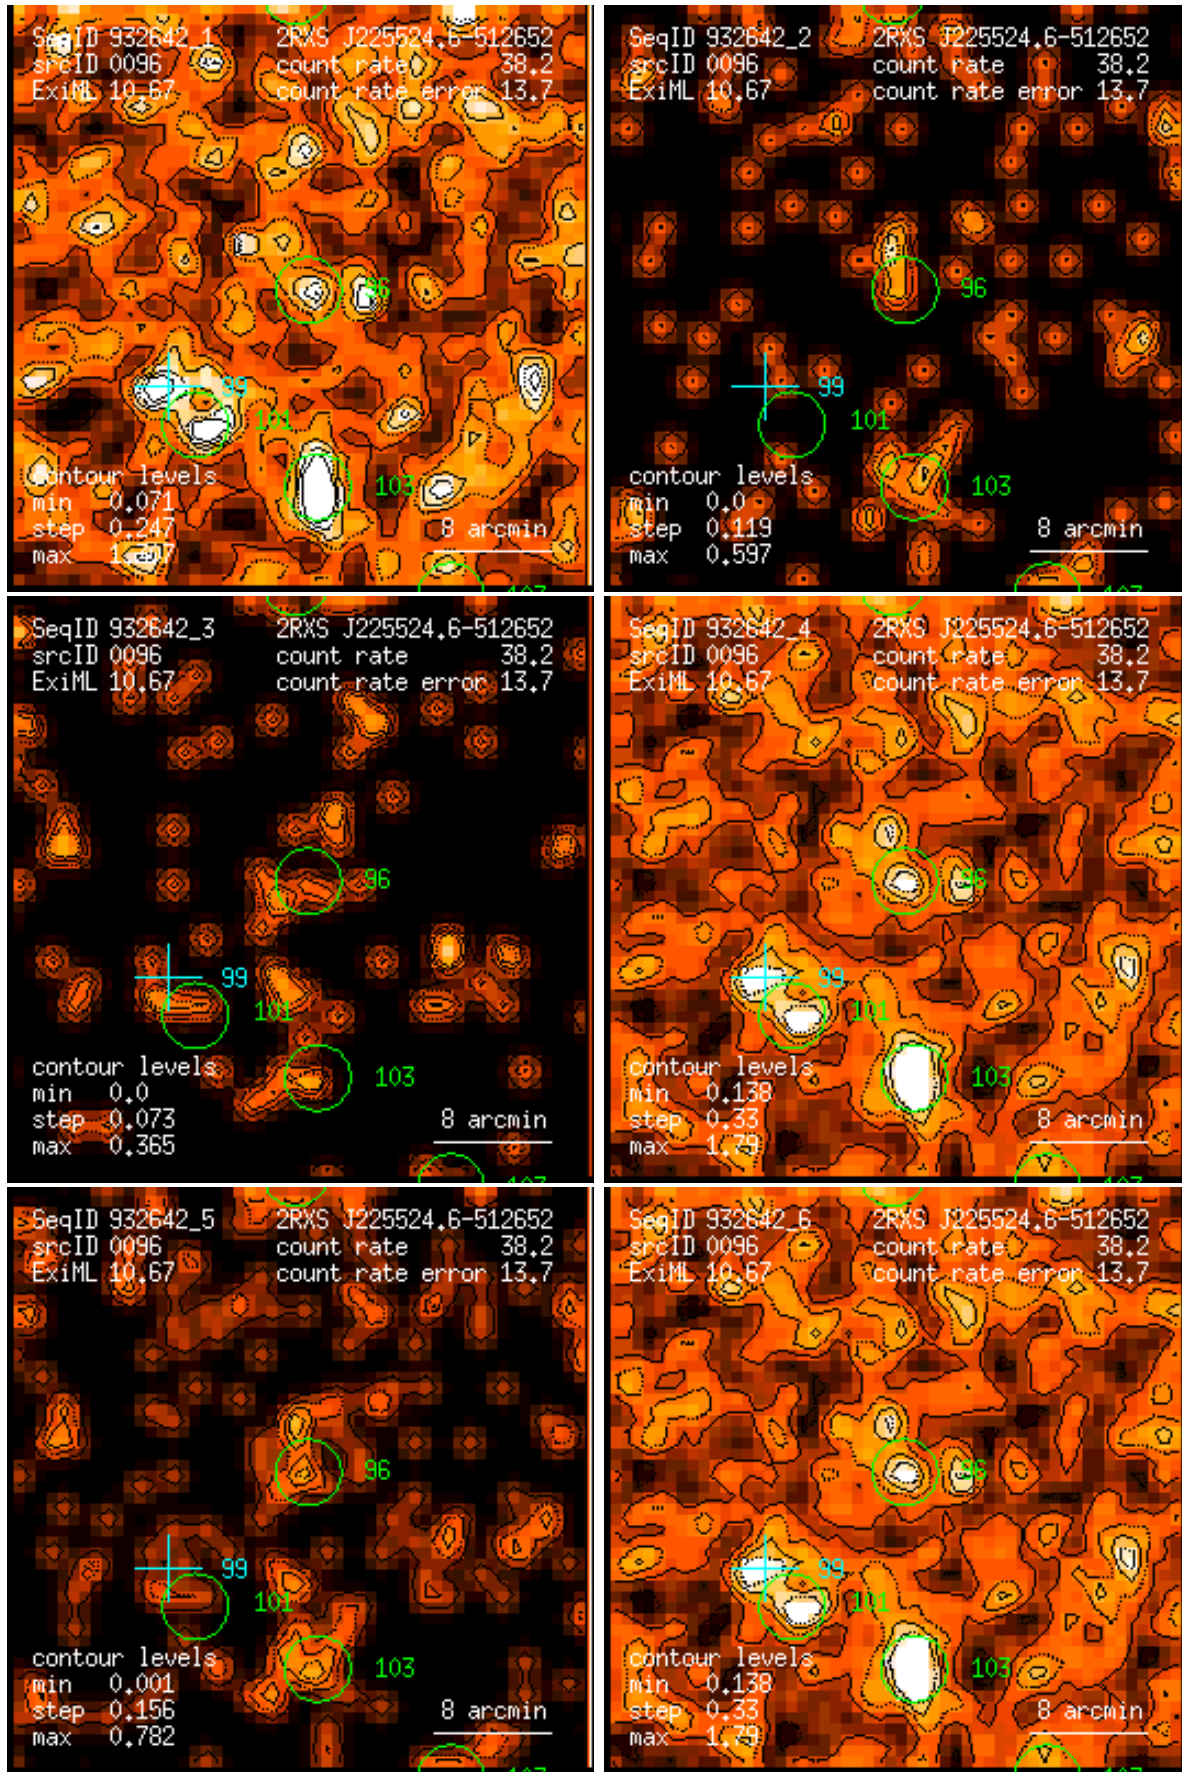 SeqID 932642_1 2RXS J225524.6-512652
srcID 0096 count rate 38.2
ExiML 10.67 count rate error 13.7
96
99
101
103
contour levels
min 0.071
step 0.247
max
8 arcmin
107
SeqID 932642_2 2RXS J225524.6-512652
srcID 0096 count rate 38.2
ExiML 10.67 count rate error 13.7
96
99
101
103
contour levels
min 0.0
step 0.119
max 0.597
8 arcmin
107
SeqID 932642_3 2RXS J225524.6-512652
srcID 0096 count rate 38.2
ExiML 10.67 count rate error 13.7
96
99
101
103
contour levels
min 0.0
step 0.073
max 0.365
8 arcmin
107
SeqID 932642_4 2RXS J225524.6-512652
srcID 0096 count rate 38.2
ExiML 10.67 count rate error 13.7
96
99
101
103
contour levels
min 0.138
step 0.33
max 1.79
8 arcmin
107
SeqID 932642_5 2RXS J225524.6-512652
srcID 0096 count rate 38.2
ExiML 10.67 count rate error 13.7
96
99
101
103
contour levels
min 0.001
step 0.156
max 0.782
8 arcmin
107
SeqID 932642_6 2RXS J225524.6-512652
srcID 0096 count rate 38.2
ExiML 10.67 count rate error 13.7
96
99
101
103
contour levels
min 0.138
step 0.33
max 1.79
8 arcmin
107